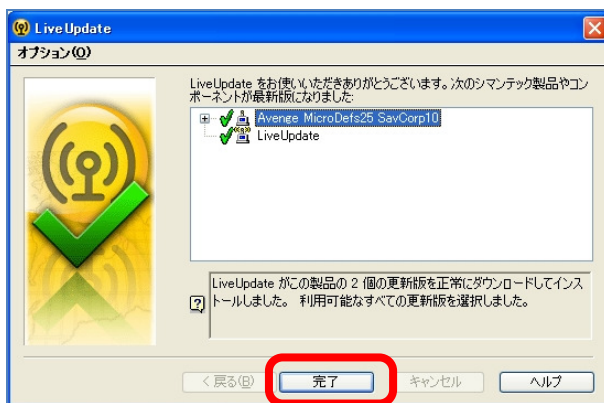 LiveUpdate
オプション(O)
LiveUpdate をお使いいただきありがとうございます。次のシマンテック製品やコン
ポーネントが最新版になりました:
Avenge MicroDefs25 SavCorp10
LiveUpdate
LiveUpdate がこの製品の 2 個の更新版を正常にダウンロードしてインス
トールしました。 利用可能なすべての更新版を選択しました。
< 戻る(B) 完了 キャンセル ヘルプ